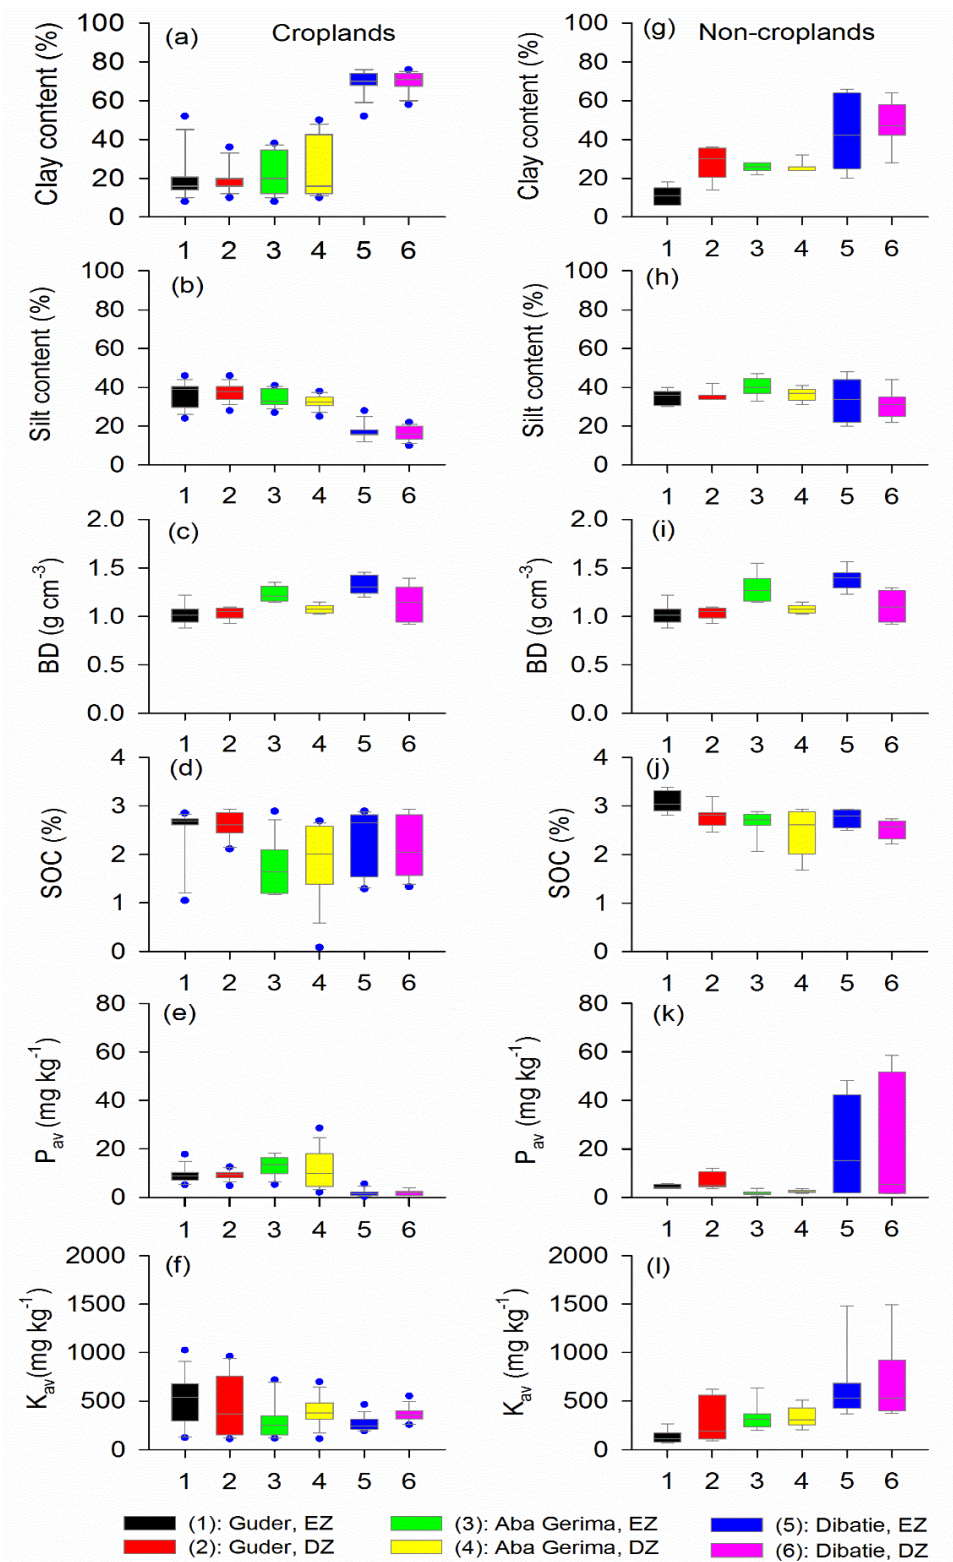 Croplands
(a)
Clay content (%)
100
80
60
40
20
0
1 2 3 4 5 6
Non-croplands
(g)
Clay content (%)
100
80
60
40
20
0
1 2 3 4 5 6
(b)
Silt content (%)
100
80
60
40
20
0
1 2 3 4 5 6
(h)
Silt content (%)
100
80
60
40
20
0
1 2 3 4 5 6
(c)
BD (g cm⁻³)
2.0
1.5
1.0
0.5
0.0
1 2 3 4 5 6
(i)
BD (g cm⁻³)
2.0
1.5
1.0
0.5
0.0
1 2 3 4 5 6
(d)
SOC (%)
4
3
2
1
0
1 2 3 4 5 6
(j)
SOC (%)
4
3
2
1
0
1 2 3 4 5 6
(e)
Pav (mg kg⁻¹)
80
60
40
20
0
1 2 3 4 5 6
(k)
Pav (mg kg⁻¹)
80
60
40
20
0
1 2 3 4 5 6
(f)
Kav(mg kg⁻¹)
2000
1500
1000
500
0
1 2 3 4 5 6
(l)
Kav (mg kg⁻¹)
2000
1500
1000
500
0
1 2 3 4 5 6
(1): Guder, EZ
(2): Guder, DZ
(3): Aba Gerima, EZ
(4): Aba Gerima, DZ
(5): Dibatie, EZ
(6): Dibatie, DZ